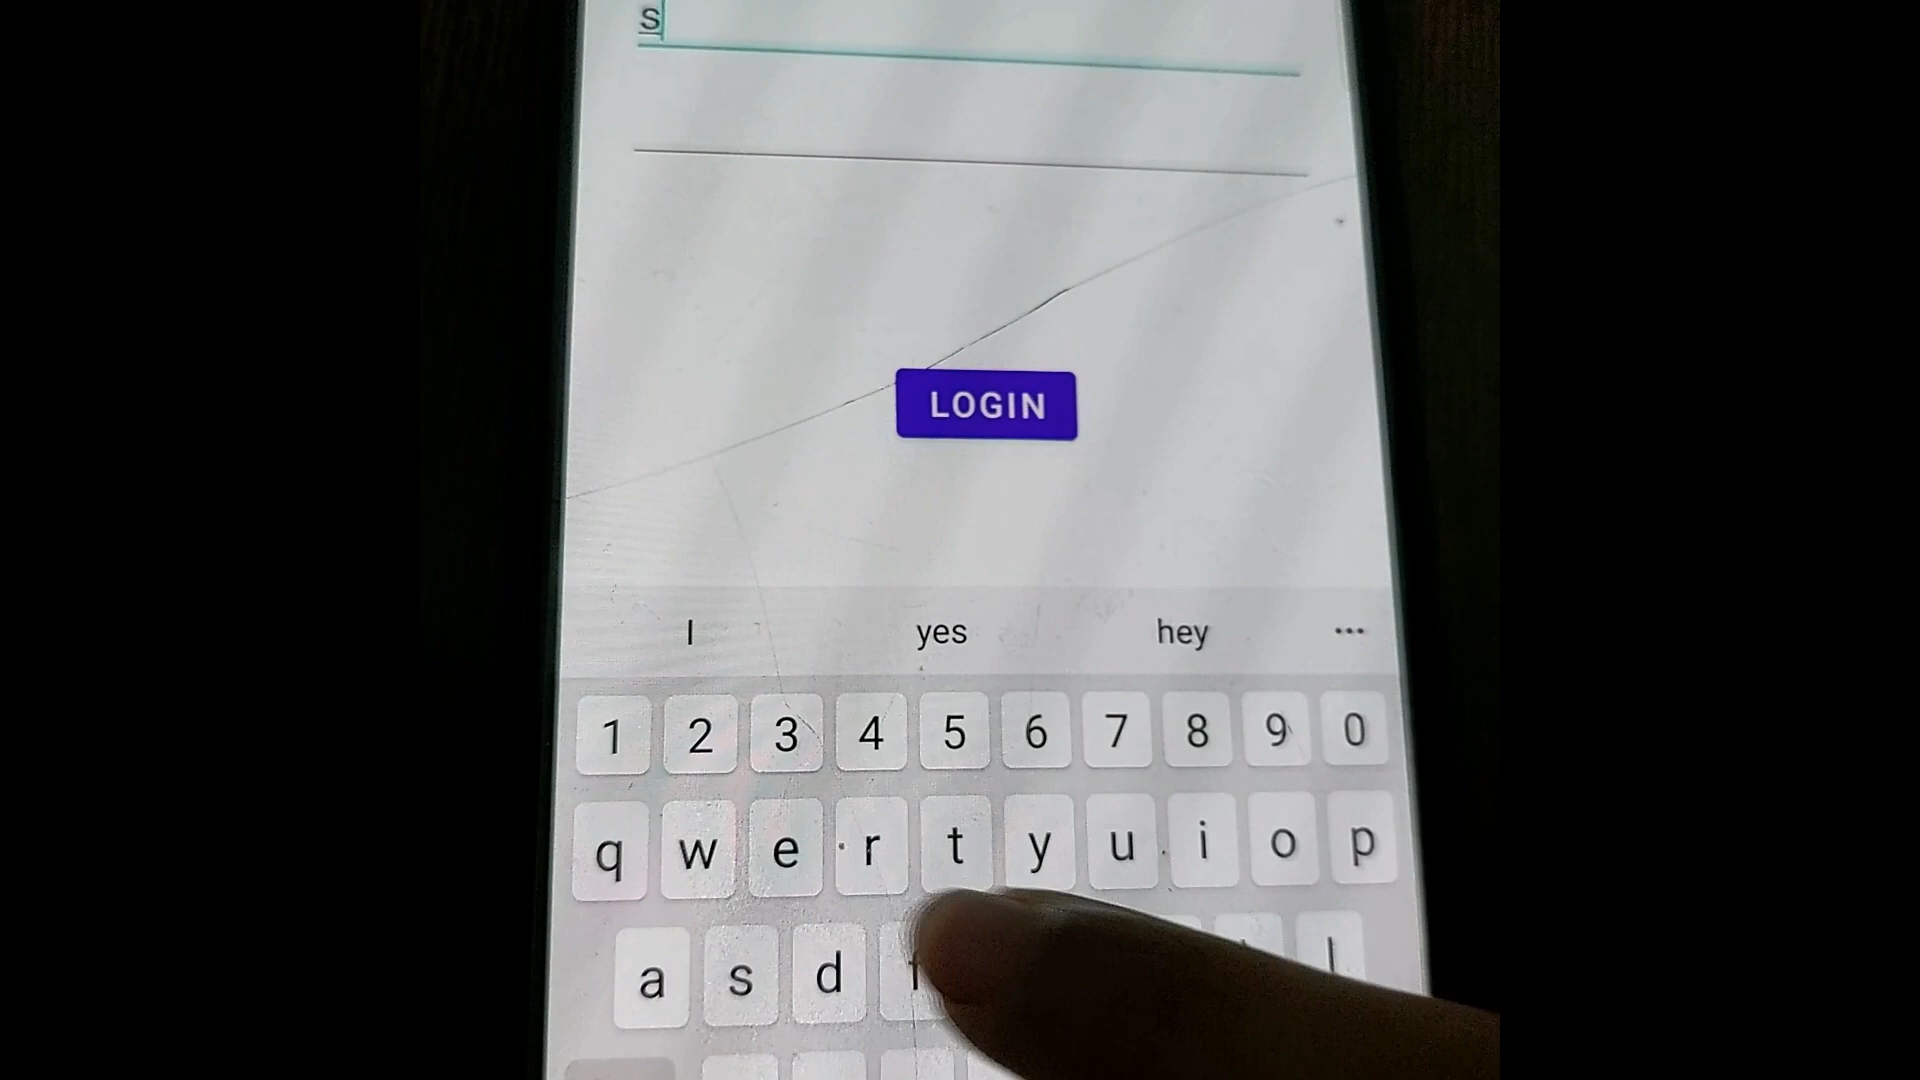 s
LOGIN
I yes hey ...
1 2 3 4 5 6 7 8 9 0
q w e r t y u i o p
a s d f l